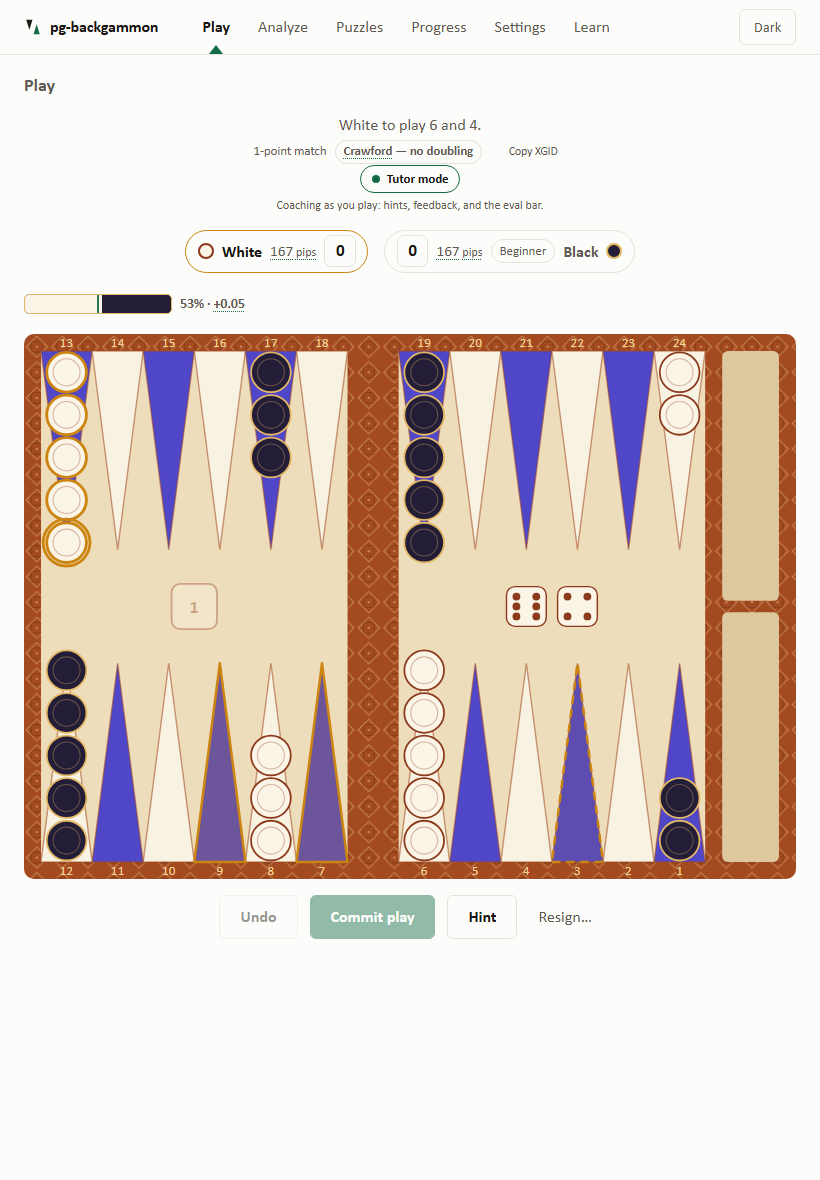 pg-backgammon Play Analyze Puzzles Progress Settings Learn Dark
Play
White to play 6 and 4.
1-point match Crawford — no doubling Copy XGID
Tutor mode
Coaching as you play: hints, feedback, and the eval bar.
White 167 pips 0 0 167 pips Beginner Black
53% · +0.05
13 14 15 16 17 18 19 20 21 22 23 24
1
12 11 10 9 8 7 6 5 4 3 2 1
Undo Commit play Hint Resign...